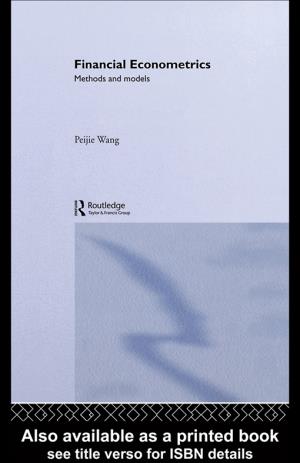 Financial Econometrics
Methods and models
Peijie Wang
Routledge
Taylor & Francis Group
Also available as a printed book
see title verso for ISBN details